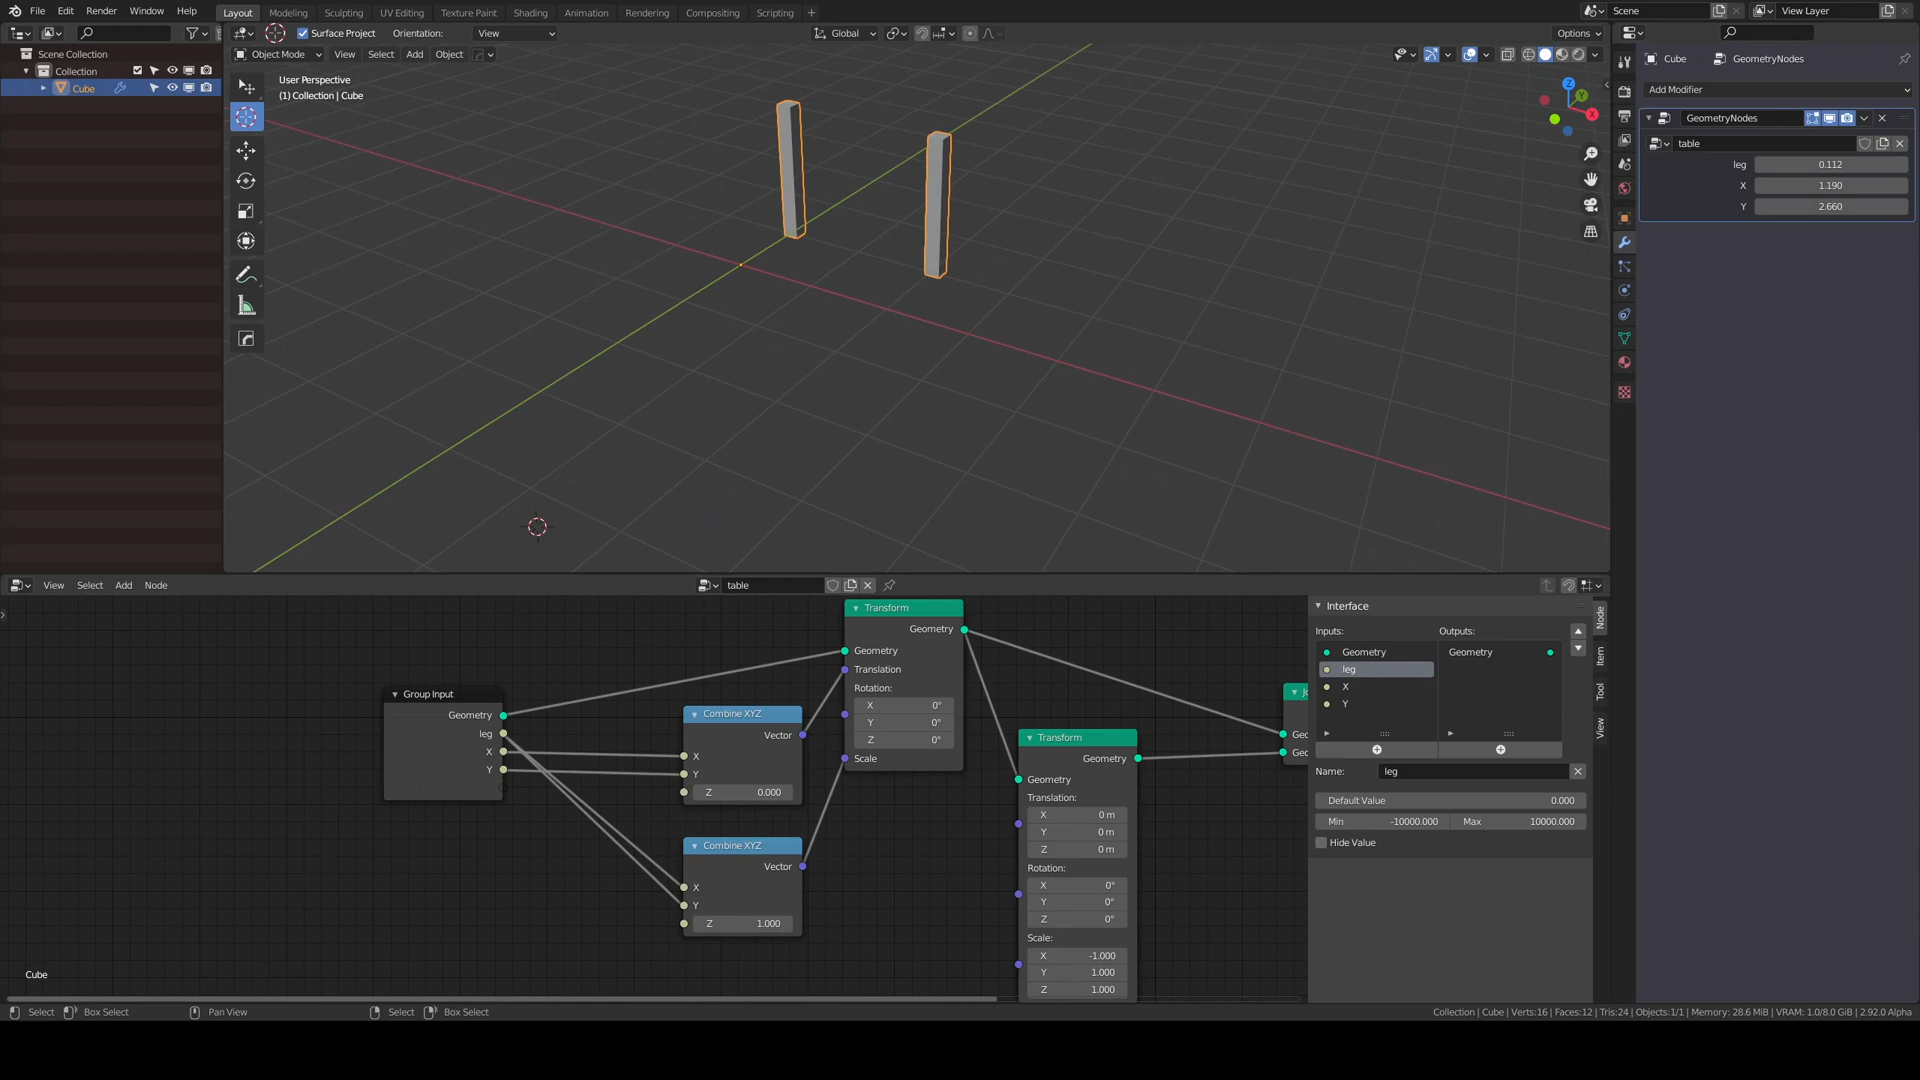 File Edit Render Window Help Layout Modeling Sculpting UV Editing Texture Paint Shading Animation Rendering Compositing Scripting + Scene View Layer
Surface Project Orientation: View Global Options
Object Mode View Select Add Object
Scene Collection
Collection
Cube
User Perspective
(1) Collection | Cube
Z
Y
X
Cube GeometryNodes
Add Modifier
GeometryNodes
table
leg 0.112
X 1.190
Y 2.660
View Select Add Node table
Group Input
Geometry
leg
X
Y
Combine XYZ
Vector
X
Y
Z 0.000
Combine XYZ
Vector
X
Y
Z 1.000
Transform
Geometry
Geometry
Translation
Rotation:
X 0°
Y 0°
Z 0°
Scale
Transform
Geometry
Geometry
Translation:
X 0 m
Y 0 m
Z 0 m
Rotation:
X 0°
Y 0°
Z 0°
Scale:
X -1.000
Y 1.000
Z 1.000
Geo
Geo
Interface
Inputs: Outputs:
Geometry Geometry
leg
X
Y
Name: leg
Default Value 0.000
Min -10000.000 Max 10000.000
Hide Value
Node
Item
Tool
View
Cube
Select Box Select Pan View Select Box Select Collection | Cube | Verts:16 | Faces:12 | Tris:24 | Objects:1/1 | Memory: 28.6 MiB | VRAM: 1.0/8.0 GiB | 2.92.0 Alpha